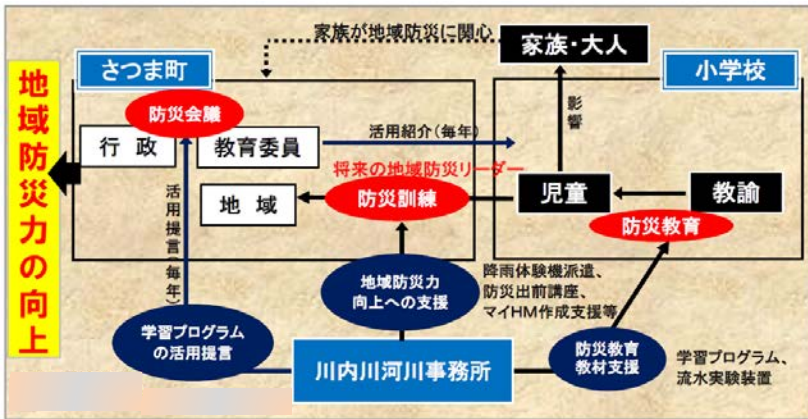 家族が地域防災に関心
家族・大人
さつま町
小学校
地域防災力の向上
防災会議
行 政
教育委員
活用紹介(毎年)
影響
将来の地域防災リーダー
地 域
防災訓練
児童
教諭
防災教育
活用提言(毎年)
地域防災力
向上への支援
降雨体験機派遣、
防災出前講座、
マイHM作成支援等
学習プログラム
の活用提言
川内川河川事務所
防災教育
教材支援
学習プログラム、
流水実験装置